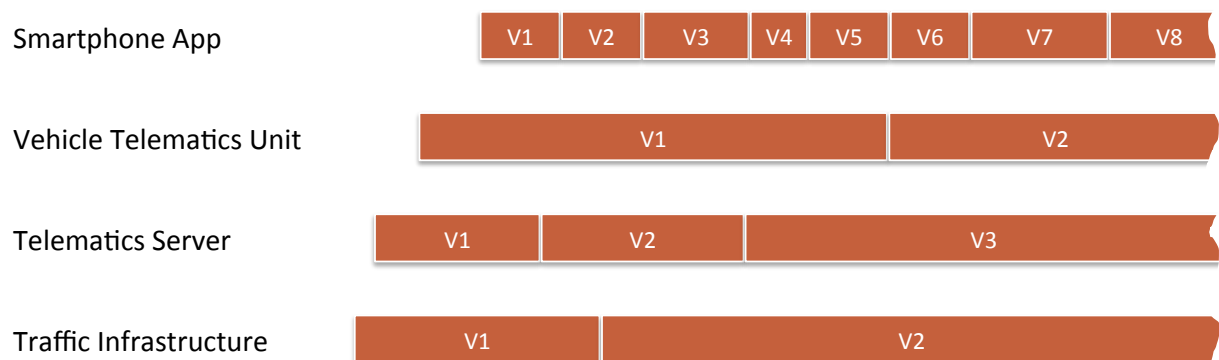 Smartphone App V1 V2 V3 V4 V5 V6 V7 V8
Vehicle Telematics Unit V1 V2
Telematics Server V1 V2 V3
Traffic Infrastructure V1 V2